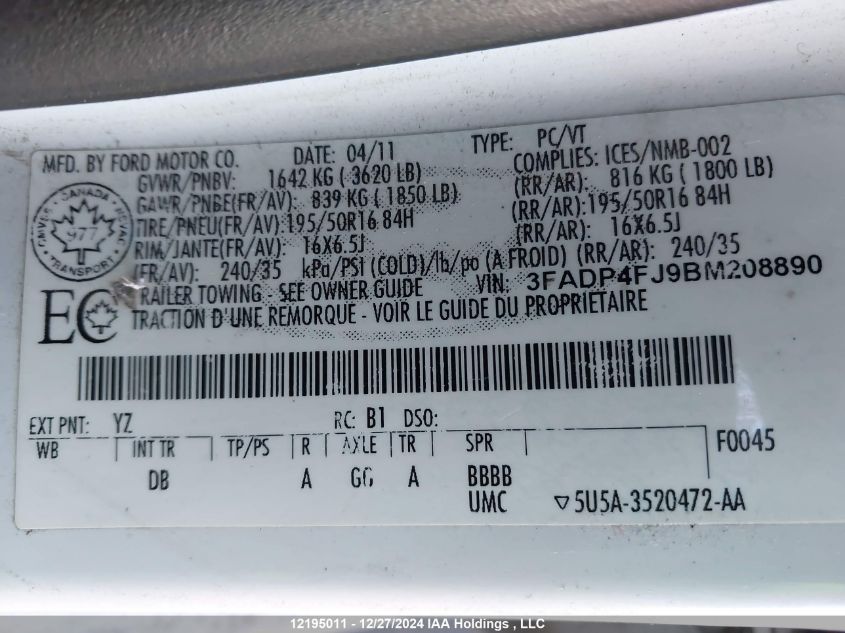 MFD. BY FORD MOTOR CO. DATE: 04/11 TYPE: PC/VT
GVWR/PNBV: 1642 KG ( 3620 LB) COMPLIES: ICES/NMB-002
GAWR/PNBE(FR/AV): 839 KG ( 1850 LB) (RR/AR): 816 KG ( 1800 LB)
TIRE/PNEU(FR/AV):195/50R16 84H (RR/AR):195/50R16 84H
RIM/JANTE(FR/AV): 16X6.5J (RR/AR): 16X6.5J
(FR/AV): 240/35 kPa/PSI (COLD)/lb/po (A FROID) (RR/AR): 240/35
TRAILER TOWING - SEE OWNER GUIDE VIN: 3FADP4FJ9BM208890
TRACTION D'UNE REMORQUE - VOIR LE GUIDE DU PROPRIETAIRE
CANADA
977
TRANSPORT
EC
EXT PNT: YZ RC: B1 DSO:
WB INT TR TP/PS R AXLE TR SPR F0045
DB A GG A BBBB
UMC ▽5U5A-3520472-AA
12195011 - 12/27/2024 IAA Holdings , LLC